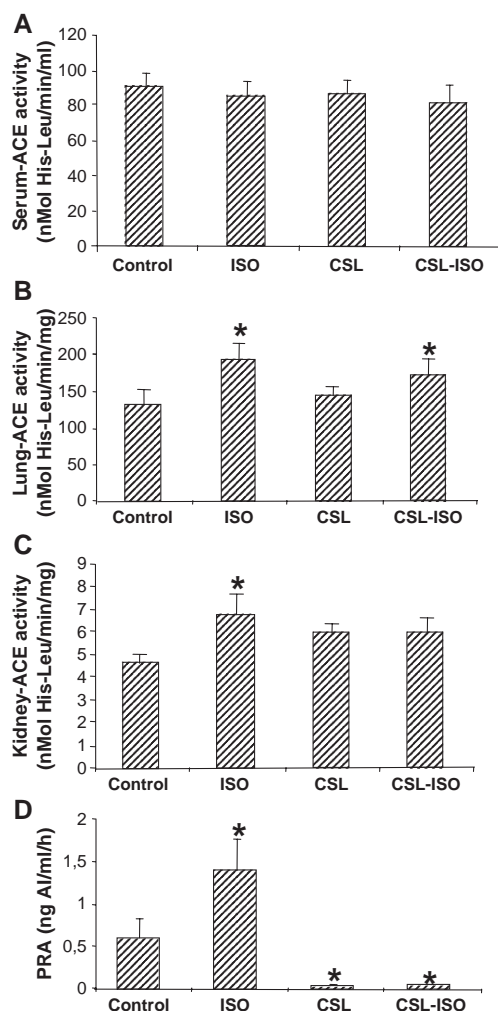 A
Serum-ACE activity
(nMol His-Leu/min/ml)
120
100
80
60
40
20
0
Control ISO CSL CSL-ISO
B
Lung-ACE activity
(nMol His-Leu/min/mg)
250
200
150
100
50
0
* *
Control ISO CSL CSL-ISO
C
Kidney-ACE activity
(nMol His-Leu/min/mg)
9
8
7
6
5
4
3
2
1
0
*
Control ISO CSL CSL-ISO
D
PRA (ng AI/ml/h)
2
1,5
1
0,5
0
* * *
Control ISO CSL CSL-ISO